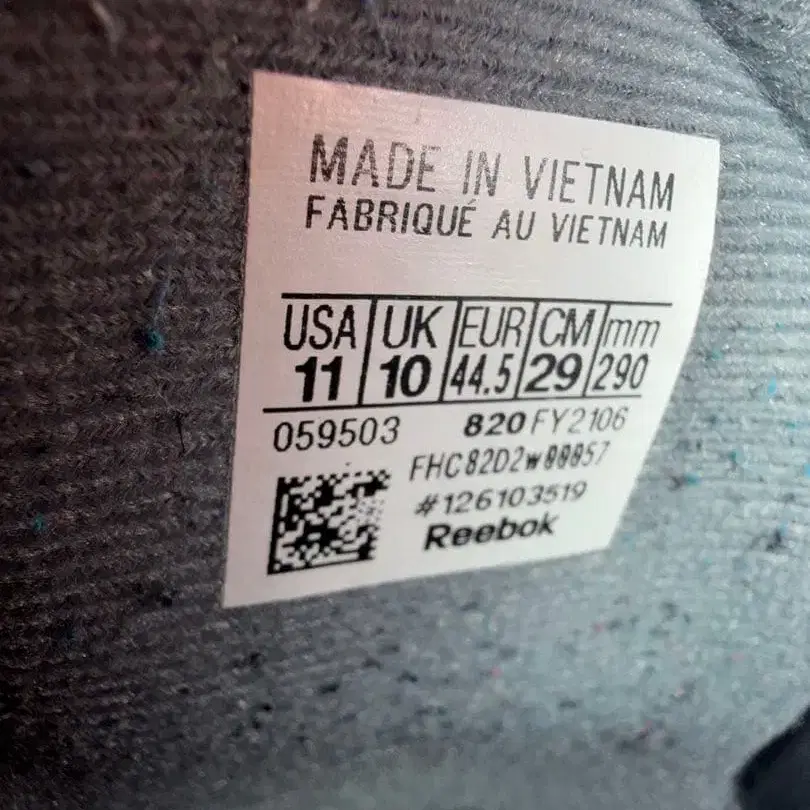 MADE IN VIETNAM
FABRIQUÉ AU VIETNAM
USA UK EUR CM mm
11 10 44.5 29 290
059503 820 FY2106
FHC82D2w00057
#126103519
Reebok